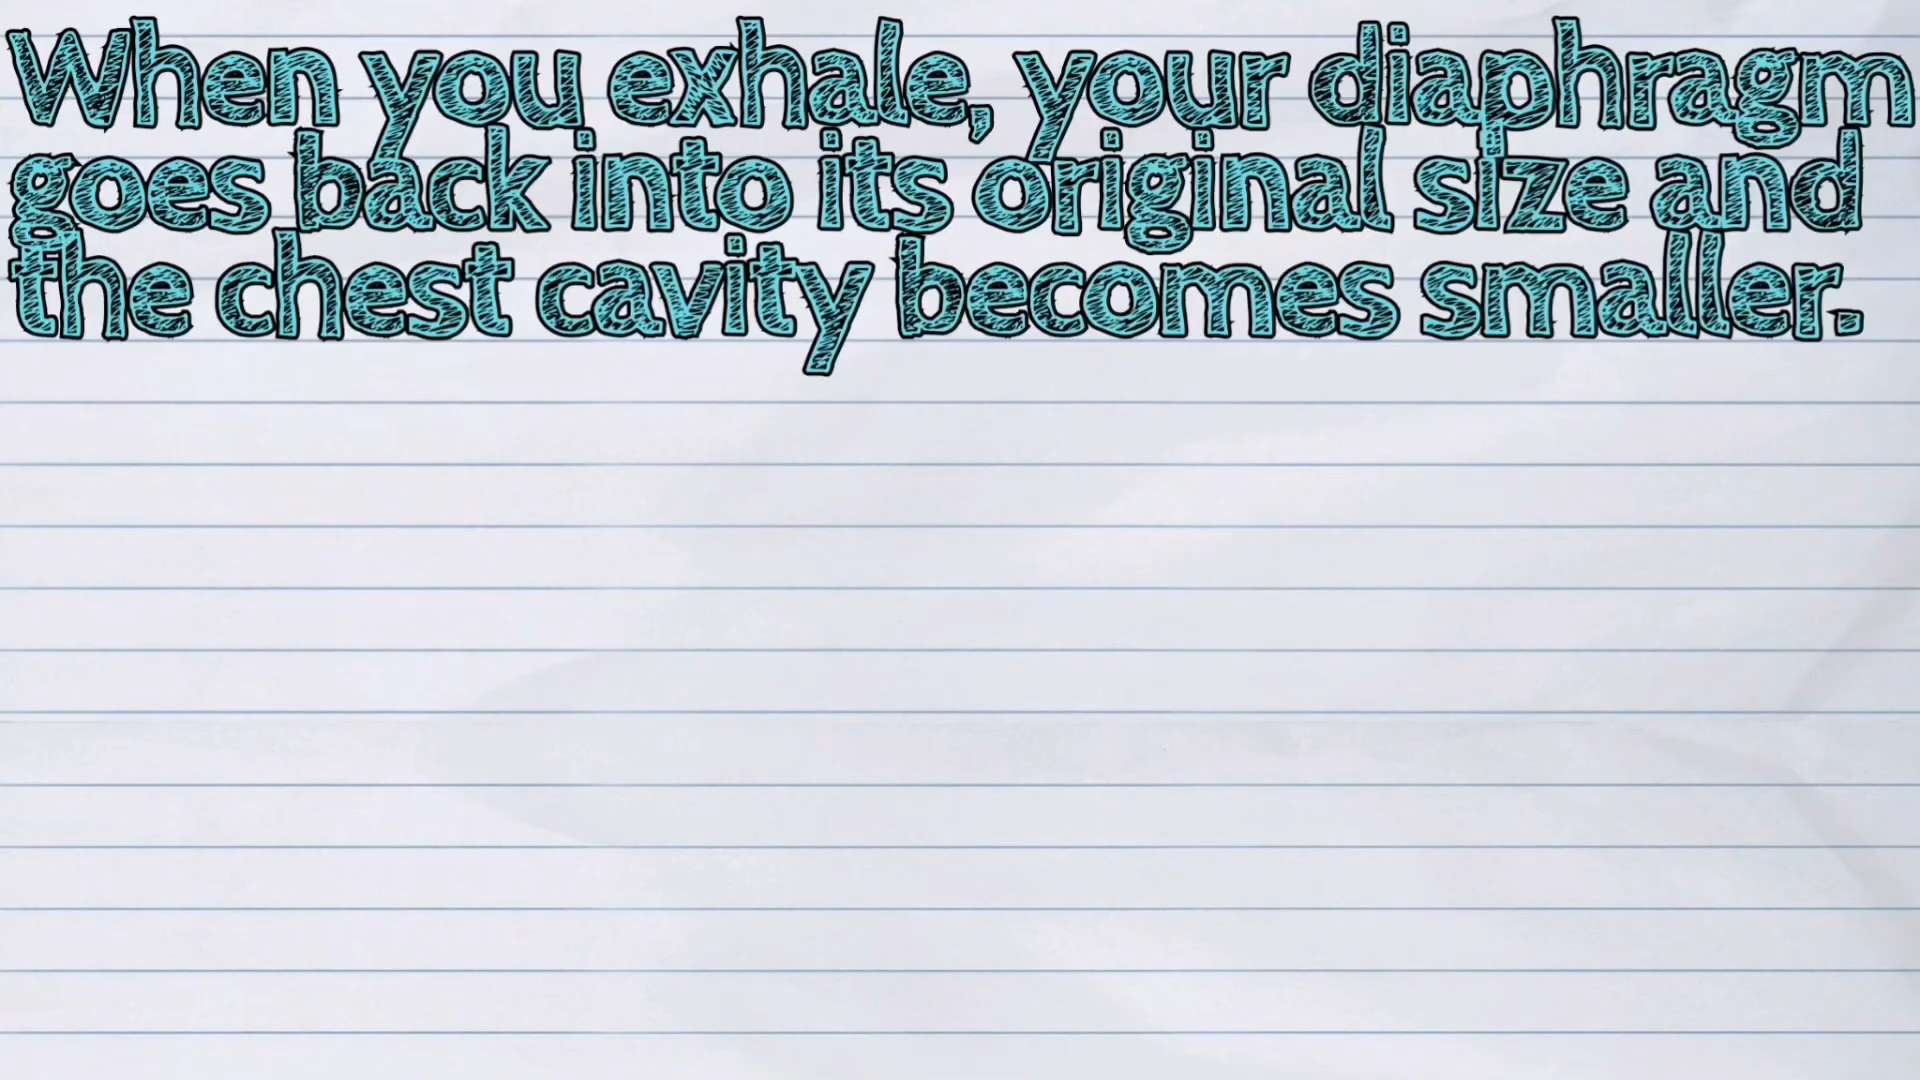 When you exhale, your diaphragm
goes back into its original size and
the chest cavity becomes smaller.